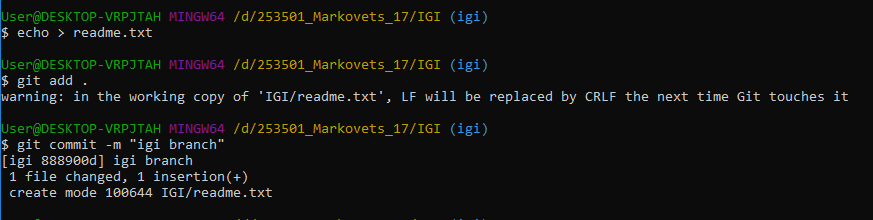 User@DESKTOP-VRPJTAH MINGW64 /d/253501_Markovets_17/IGI (igi)
$ echo > readme.txt
User@DESKTOP-VRPJTAH MINGW64 /d/253501_Markovets_17/IGI (igi)
$ git add .
warning: in the working copy of 'IGI/readme.txt', LF will be replaced by CRLF the next time Git touches it
User@DESKTOP-VRPJTAH MINGW64 /d/253501_Markovets_17/IGI (igi)
$ git commit -m "igi branch"
[igi 888900d] igi branch
 1 file changed, 1 insertion(+)
 create mode 100644 IGI/readme.txt